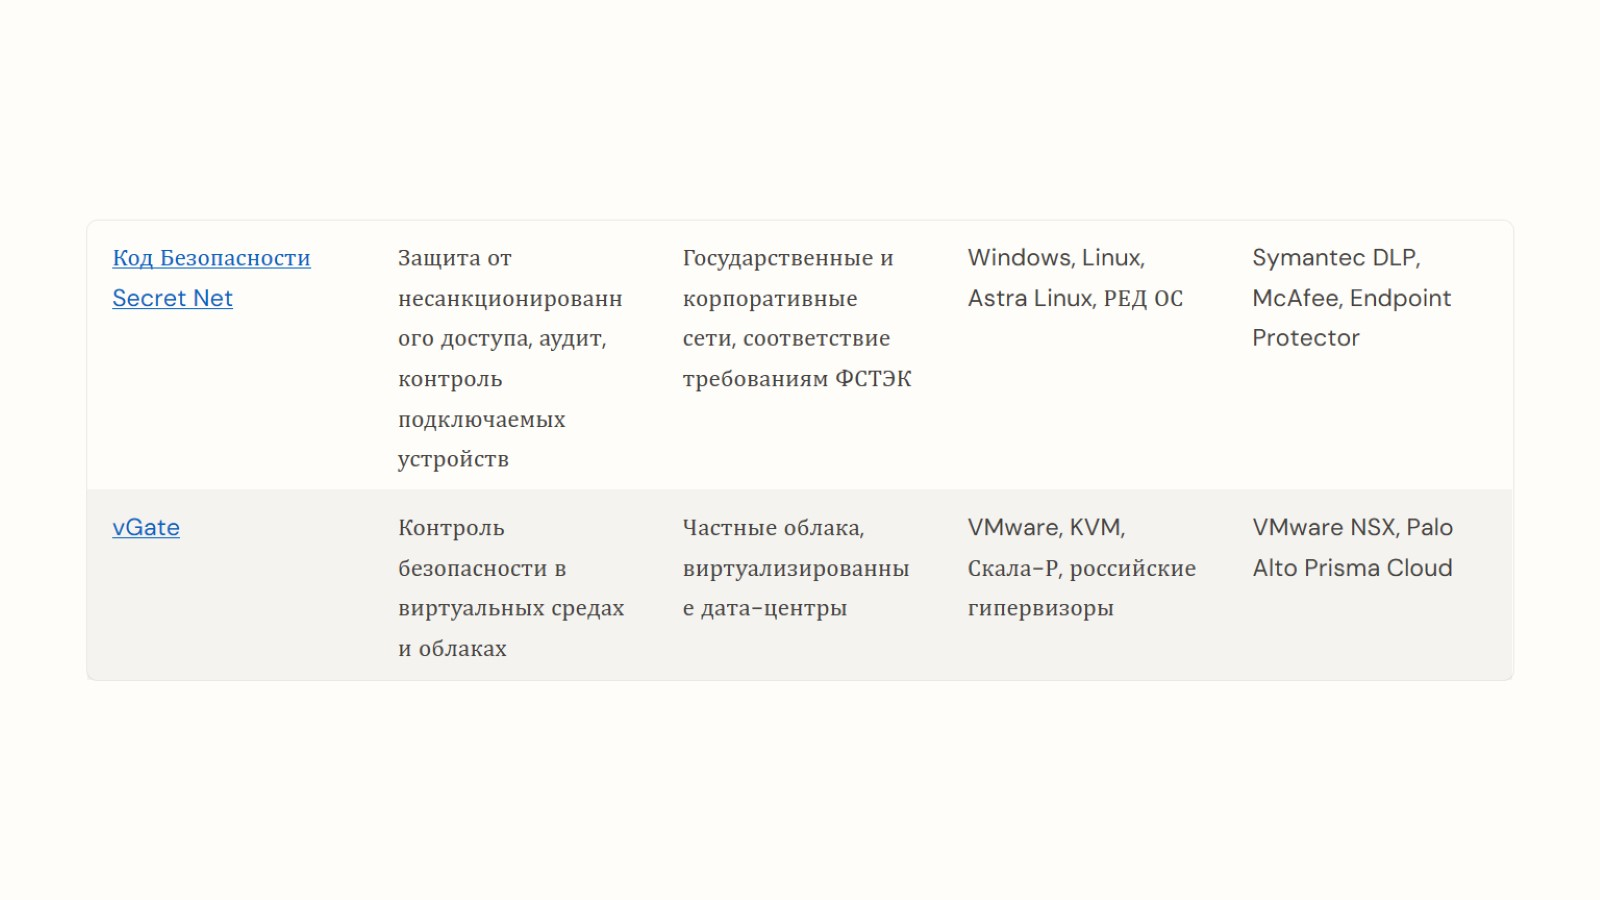 Код Безопасности
Secret Net
Защита от
несанкционированн
ого доступа, аудит,
контроль
подключаемых
устройств
Государственные и
корпоративные
сети, соответствие
требованиям ФСТЭК
Windows, Linux,
Astra Linux, РЕД ОС
Symantec DLP,
McAfee, Endpoint
Protector
vGate
Контроль
безопасности в
виртуальных средах
и облаках
Частные облака,
виртуализированны
е дата-центры
VMware, KVM,
Скала-Р, российские
гипервизоры
VMware NSX, Palo
Alto Prisma Cloud